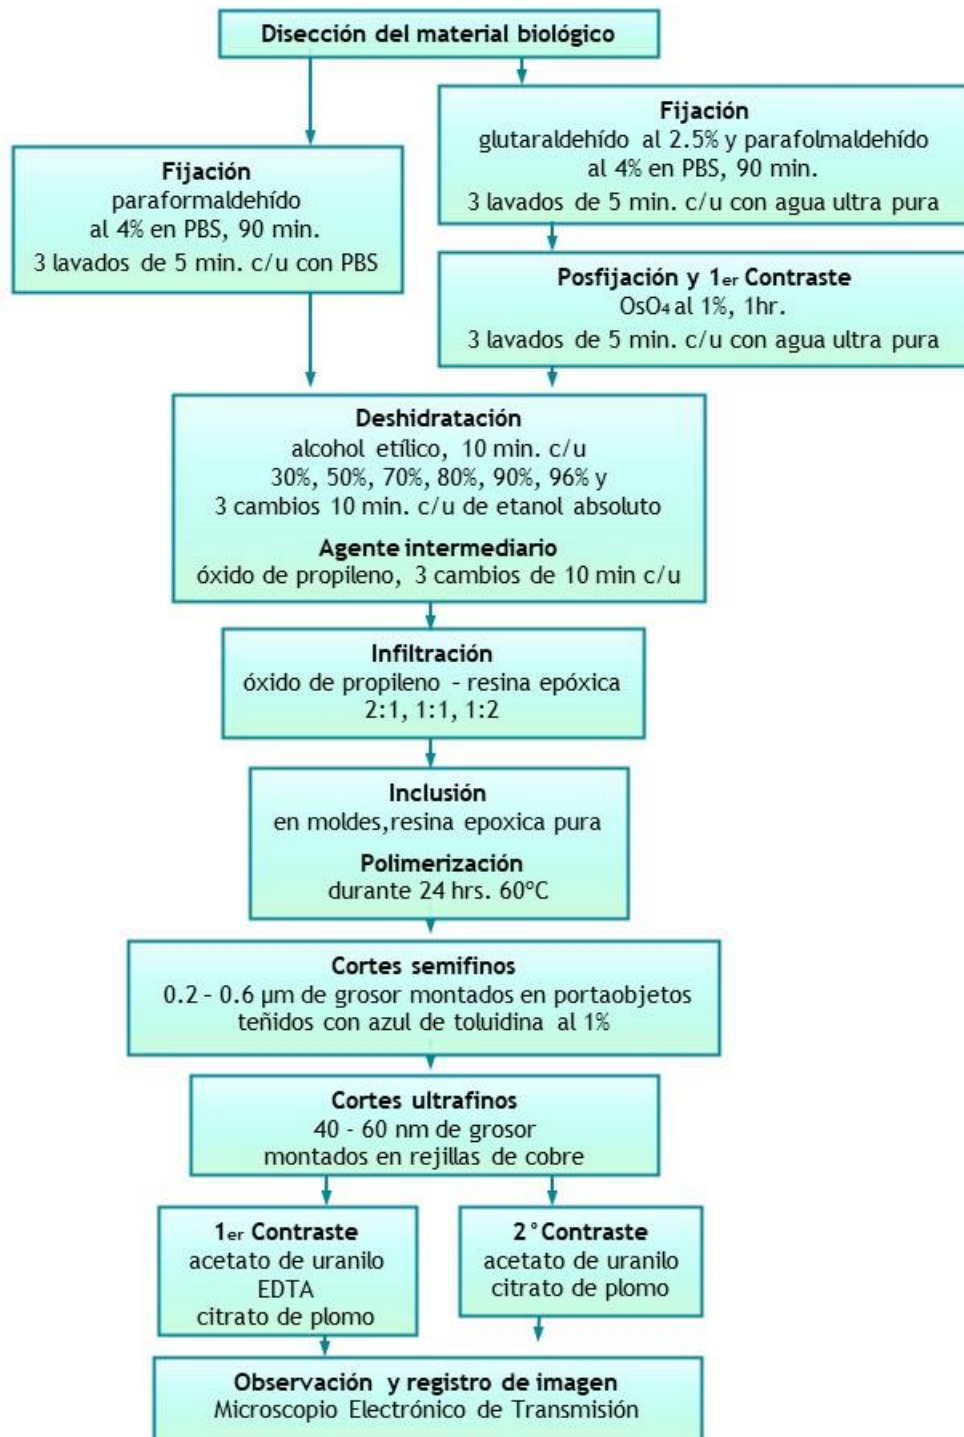 Disección del material biológico
Fijación
paraformaldehído
al 4% en PBS, 90 min.
3 lavados de 5 min. c/u con PBS
Fijación
glutaraldehído al 2.5% y parafolmaldehído
al 4% en PBS, 90 min.
3 lavados de 5 min. c/u con agua ultra pura
Posfijación y 1er Contraste
OsO4 al 1%, 1hr.
3 lavados de 5 min. c/u con agua ultra pura
Deshidratación
alcohol etílico, 10 min. c/u
30%, 50%, 70%, 80%, 90%, 96% y
3 cambios 10 min. c/u de etanol absoluto
Agente intermediario
óxido de propileno, 3 cambios de 10 min c/u
Infiltración
óxido de propileno – resina epóxica
2:1, 1:1, 1:2
Inclusión
en moldes,resina epoxica pura
Polimerización
durante 24 hrs. 60°C
Cortes semifinos
0.2 – 0.6 µm de grosor montados en portaobjetos
teñidos con azul de toluidina al 1%
Cortes ultrafinos
40 - 60 nm de grosor
montados en rejillas de cobre
1er Contraste
acetato de uranilo
EDTA
citrato de plomo
2° Contraste
acetato de uranilo
citrato de plomo
Observación y registro de imagen
Microscopio Electrónico de Transmisión